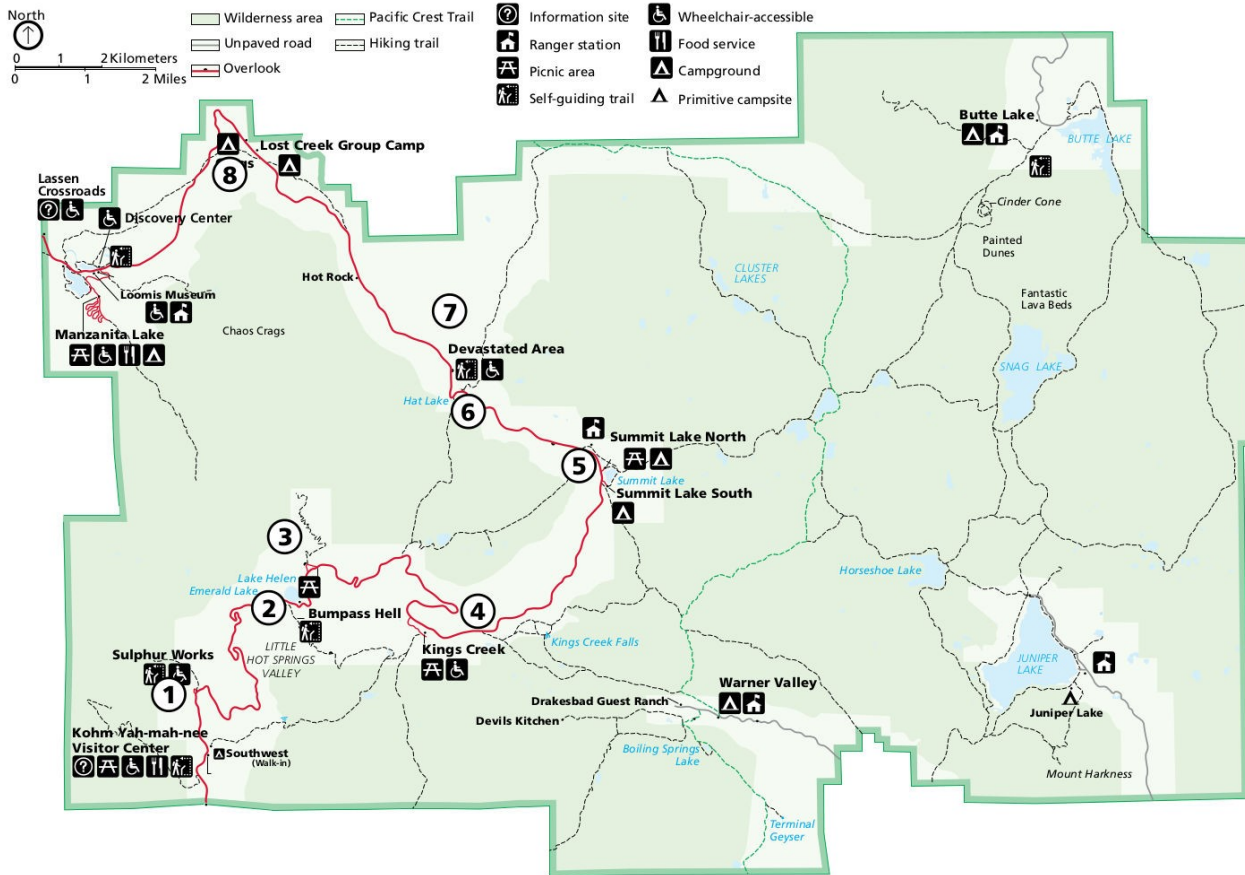 North
0 1 2 Kilometers
0 1 2 Miles
Wilderness area
Unpaved road
Overlook
Pacific Crest Trail
Hiking trail
Information site
Ranger station
Picnic area
Self-guiding trail
Wheelchair-accessible
Food service
Campground
Primitive campsite
Butte Lake
BUTTE LAKE
Lost Creek Group Camp
8
Lassen
Crossroads
Discovery Center
Cinder Cone
Painted
Dunes
CLUSTER
LAKES
Hot Rock
Loomis Museum
Fantastic
Lava Beds
7
Chaos Crags
Manzanita Lake
Devastated Area
SNAG LAKE
Hat Lake
6
Summit Lake North
5
Summit Lake
Summit Lake South
3
Horseshoe Lake
Lake Helen
Emerald Lake
2
4
Bumpass Hell
Kings Creek Falls
LITTLE
HOT SPRINGS
VALLEY
Kings Creek
Sulphur Works
JUNIPER
LAKE
1
Warner Valley
Drakesbad Guest Ranch
Juniper Lake
Devils Kitchen
Kohm Yah-mah-nee
Visitor Center
Southwest
(Walk-in)
Boiling Springs
Lake
Mount Harkness
Terminal
Geyser